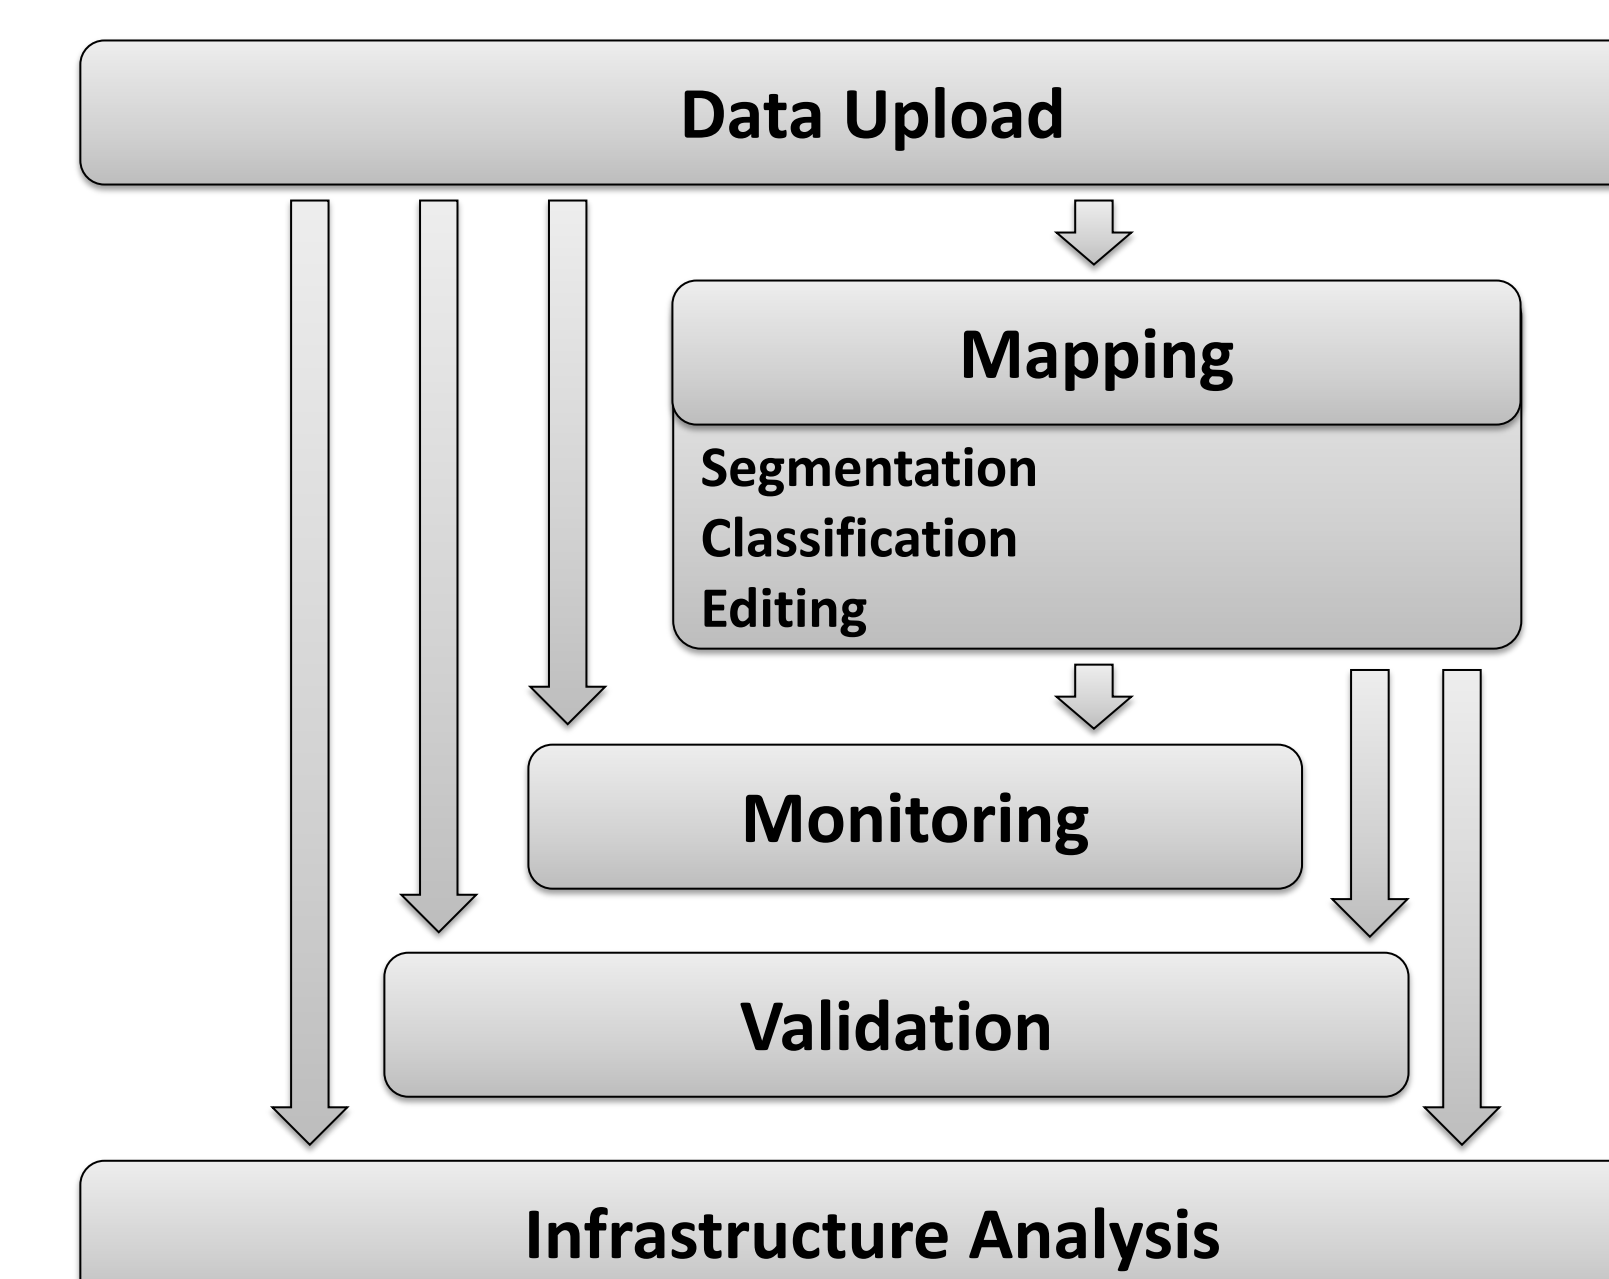 Data Upload
Mapping
Segmentation
Classification
Editing
Monitoring
Validation
Infrastructure Analysis